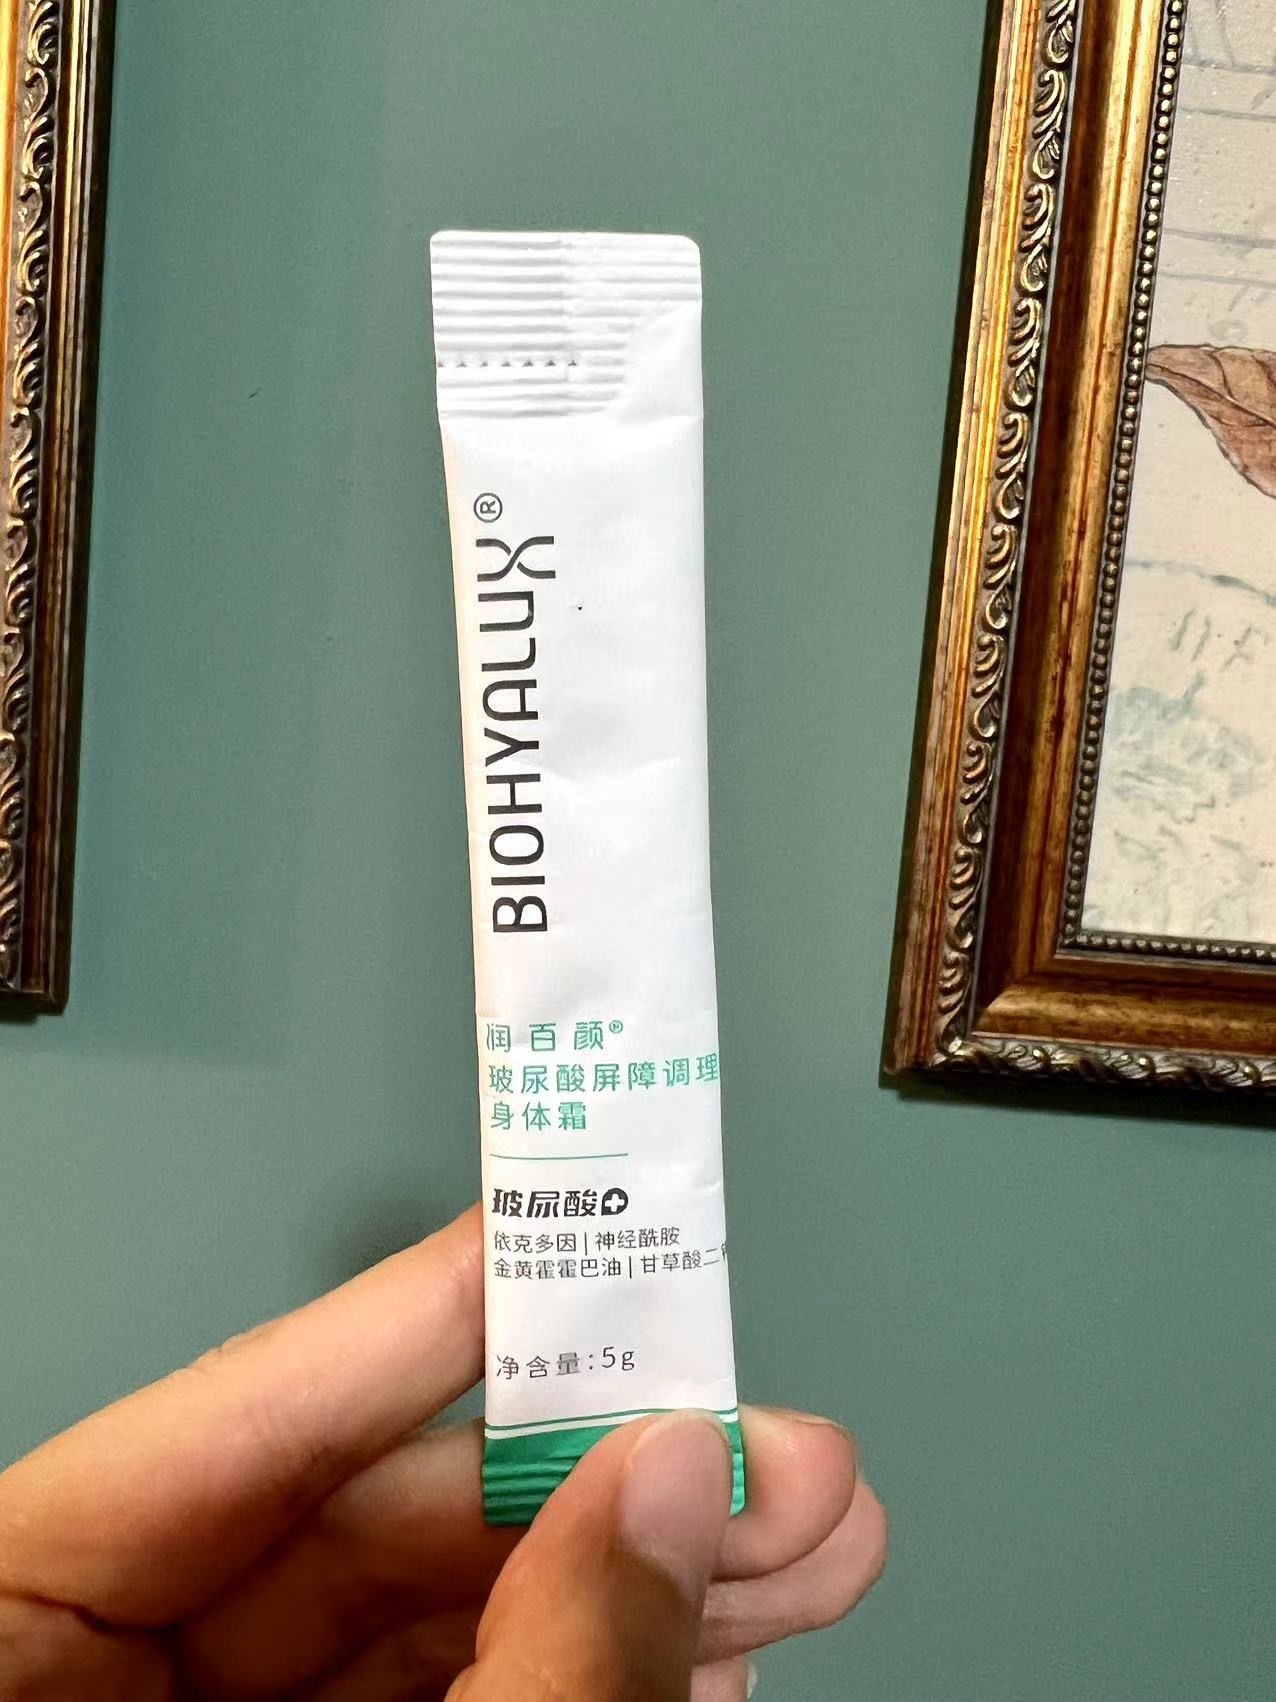 BIOHYALUX®
润百颜®
玻尿酸屏障调理
身体霜
玻尿酸
依克多因|神经酰胺
金黄霍霍巴油|甘草酸二
净含量:5g